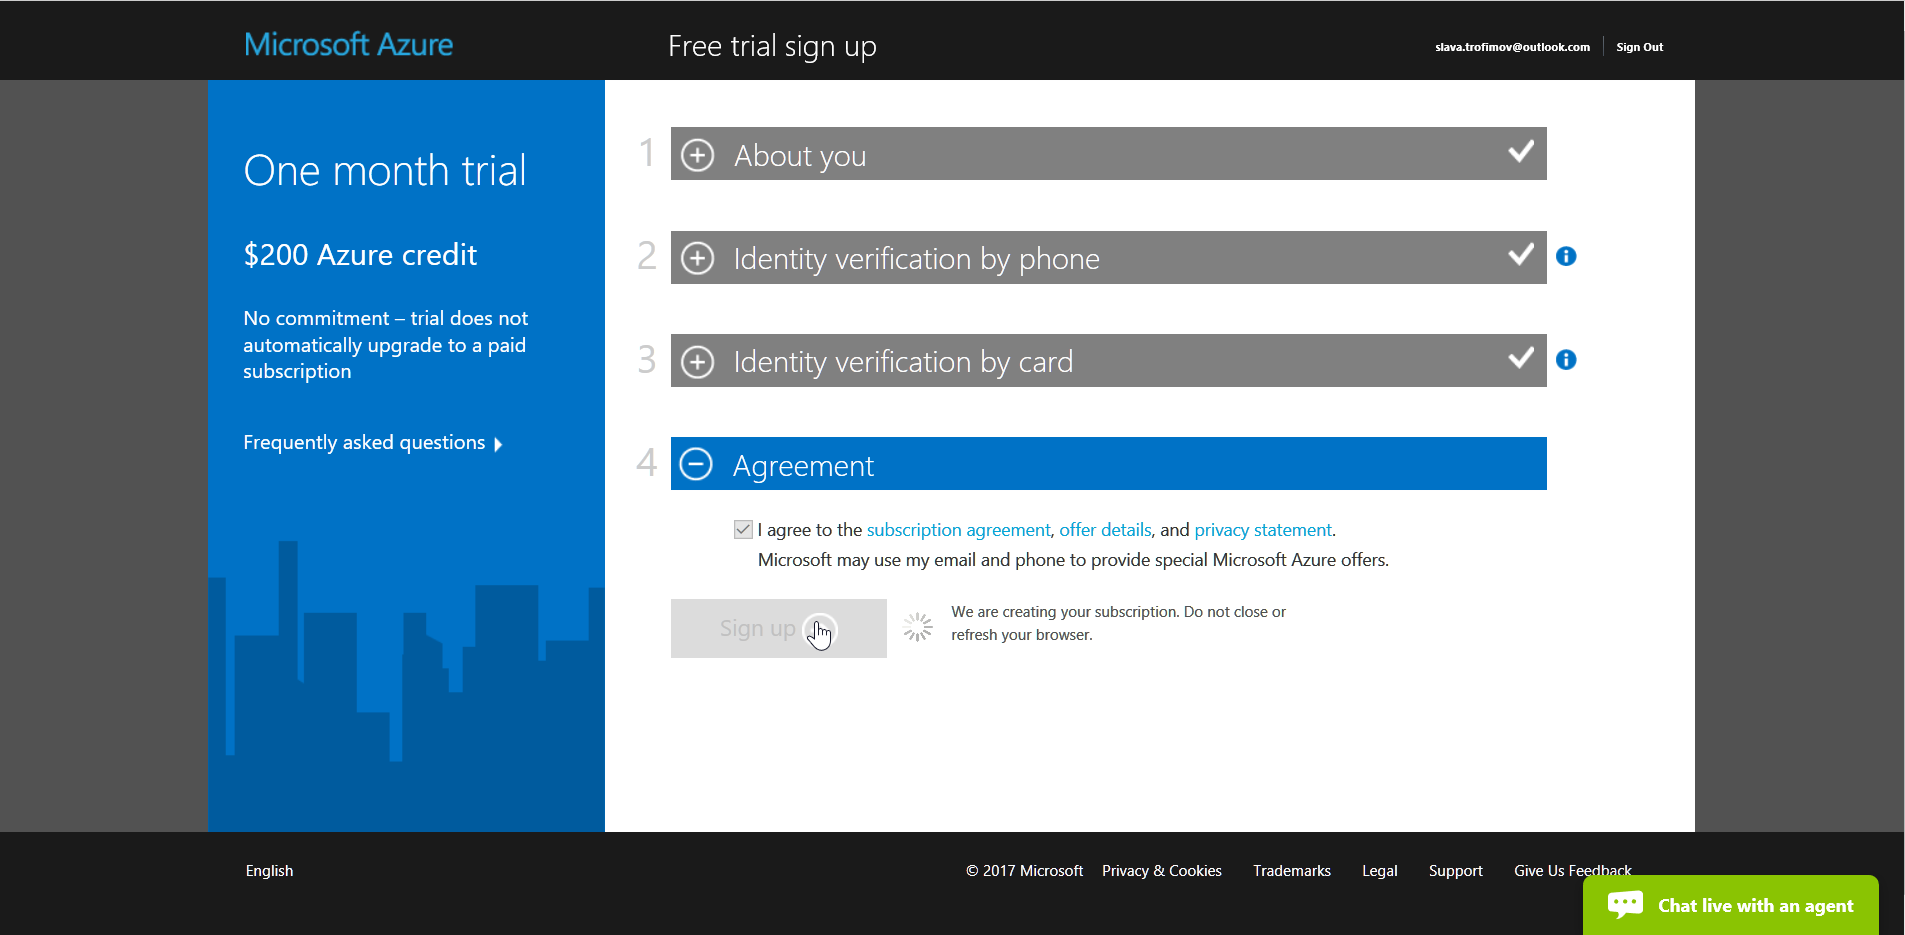 Microsoft Azure
Free trial sign up
slava.trofimov@outlook.com
Sign Out
One month trial
$200 Azure credit
No commitment – trial does not
automatically upgrade to a paid
subscription
Frequently asked questions
1 About you
2 Identity verification by phone
3 Identity verification by card
4 Agreement
I agree to the subscription agreement, offer details, and privacy statement.
Microsoft may use my email and phone to provide special Microsoft Azure offers.
Sign up
We are creating your subscription. Do not close or
refresh your browser.
English
© 2017 Microsoft
Privacy & Cookies
Trademarks
Legal
Support
Give Us Feedback
Chat live with an agent